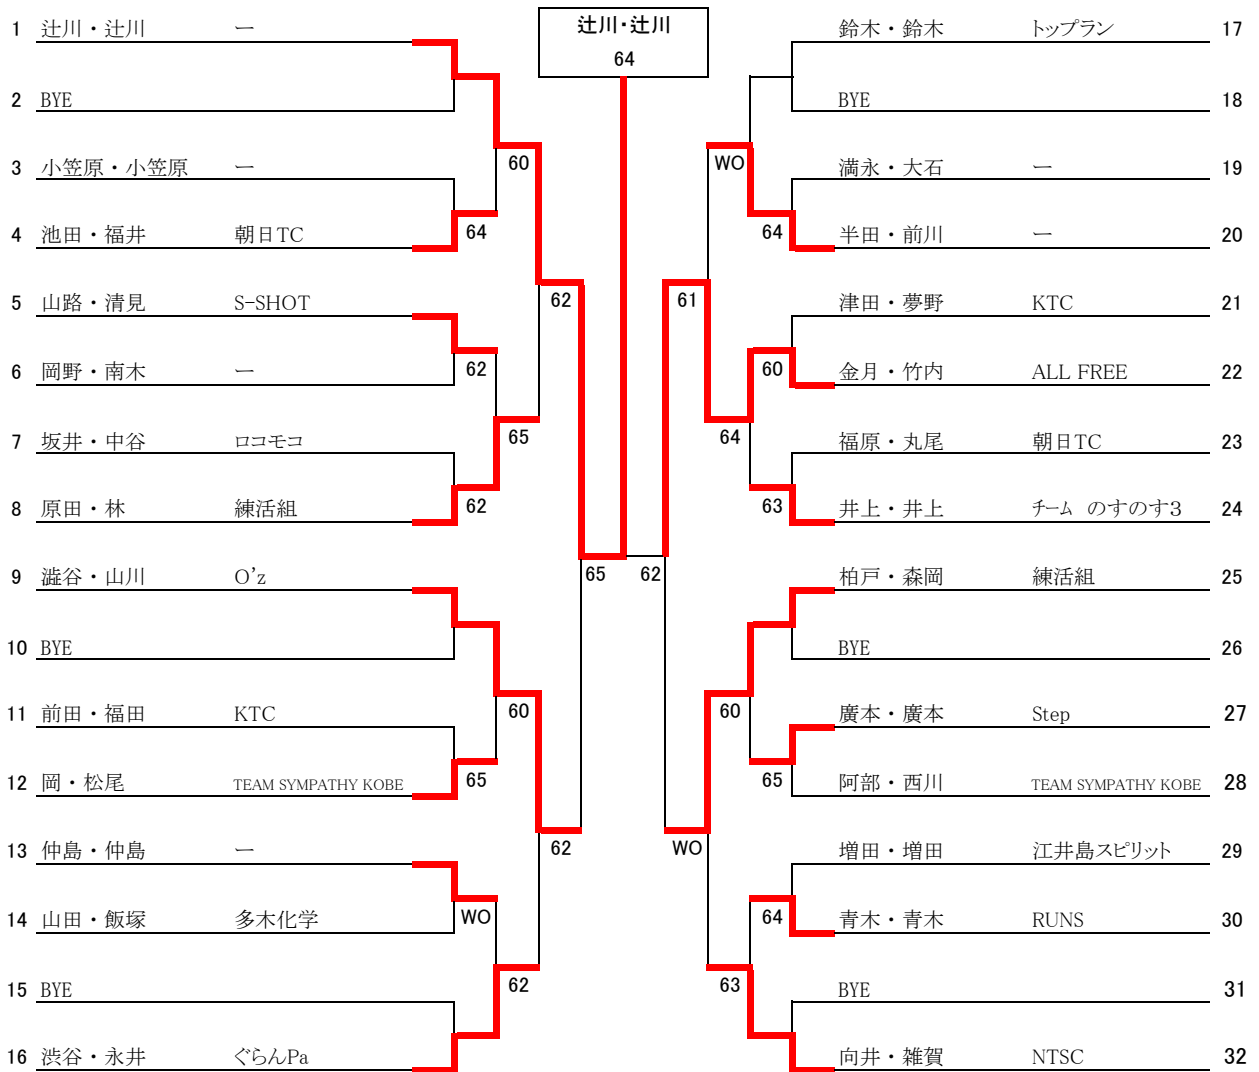 辻川・辻川
64
1 辻川・辻川 ー
2 BYE
3 小笠原・小笠原 ー
60
4 池田・福井 朝日TC
64
5 山路・清見 S-SHOT
62
6 岡野・南木 ー
62
7 坂井・中谷 ロコモコ
65
8 原田・林 練活組
62
9 澁谷・山川 O'z
65
10 BYE
11 前田・福田 KTC
60
12 岡・松尾 TEAM SYMPATHY KOBE
65
13 仲島・仲島 ー
62
14 山田・飯塚 多木化学
WO
15 BYE
62
16 渋谷・永井 ぐらんPa
鈴木・鈴木 トップラン 17
BYE 18
WO
満永・大石 ー 19
64
半田・前川 ー 20
61
津田・夢野 KTC 21
60
金月・竹内 ALL FREE 22
64
福原・丸尾 朝日TC 23
63
井上・井上 チーム のすのす3 24
62
柏戸・森岡 練活組 25
BYE 26
60
廣本・廣本 Step 27
65
阿部・西川 TEAM SYMPATHY KOBE 28
WO
増田・増田 江井島スピリット 29
64
青木・青木 RUNS 30
63
BYE 31
向井・雑賀 NTSC 32